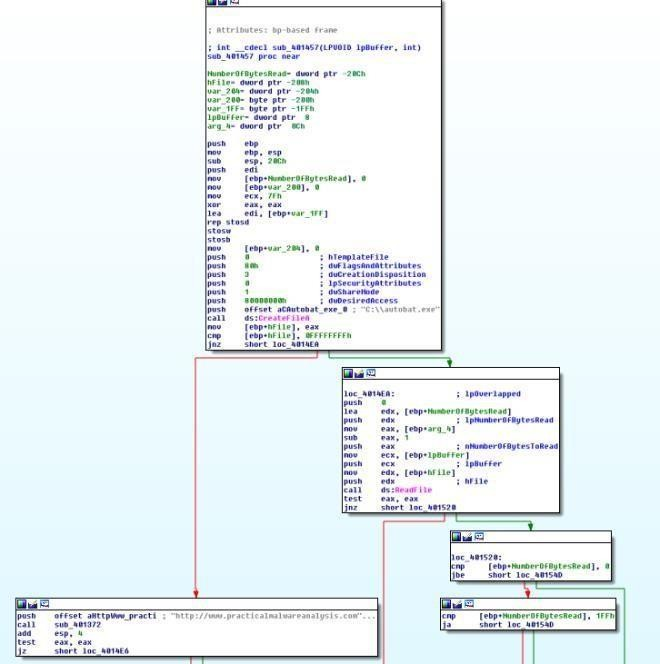 ; Attributes: bp-based frame
; int __cdecl sub_401457(LPVOID lpBuffer, int)
sub_401457 proc near
NumberOfBytesRead= dword ptr -20Ch
hFile= dword ptr -208h
var_204= dword ptr -204h
var_200= byte ptr -200h
var_1FF= byte ptr -1FFh
lpBuffer= dword ptr 8
arg_4= dword ptr 0Ch
push ebp
mov ebp, esp
sub esp, 20Ch
push edi
mov [ebp+NumberOfBytesRead], 0
mov [ebp+var_200], 0
mov ecx, 7Fh
xor eax, eax
lea edi, [ebp+var_1FF]
rep stosd
stosw
stosb
mov [ebp+var_204], 0
push 0 ; hTemplateFile
push 80h ; dwFlagsAndAttributes
push 3 ; dwCreationDisposition
push 0 ; lpSecurityAttributes
push 1 ; dwShareMode
push 80000000h ; dwDesiredAccess
push offset aCAutobat_exe_0 ; "C:\\autobat.exe"
call ds:CreateFileA
mov [ebp+hFile], eax
cmp [ebp+hFile], 0FFFFFFFFh
jnz short loc_4014EA
loc_4014EA: ; lpOverlapped
push 0
lea edx, [ebp+NumberOfBytesRead]
push edx ; lpNumberOfBytesRead
mov eax, [ebp+arg_4]
sub eax, 1
push eax ; nNumberOfBytesToRead
mov ecx, [ebp+lpBuffer]
push ecx ; lpBuffer
mov edx, [ebp+hFile]
push edx ; hFile
call ds:ReadFile
test eax, eax
jnz short loc_401520
loc_401520:
cmp [ebp+NumberOfBytesRead], 0
jbe short loc_40154D
push offset aHttpWww_practi ; "http://www.practicalmalwareanalysis.com"...
call sub_401372
add esp, 4
test eax, eax
jz short loc_4014E6
cmp [ebp+NumberOfBytesRead], 1FFh
ja short loc_40154D